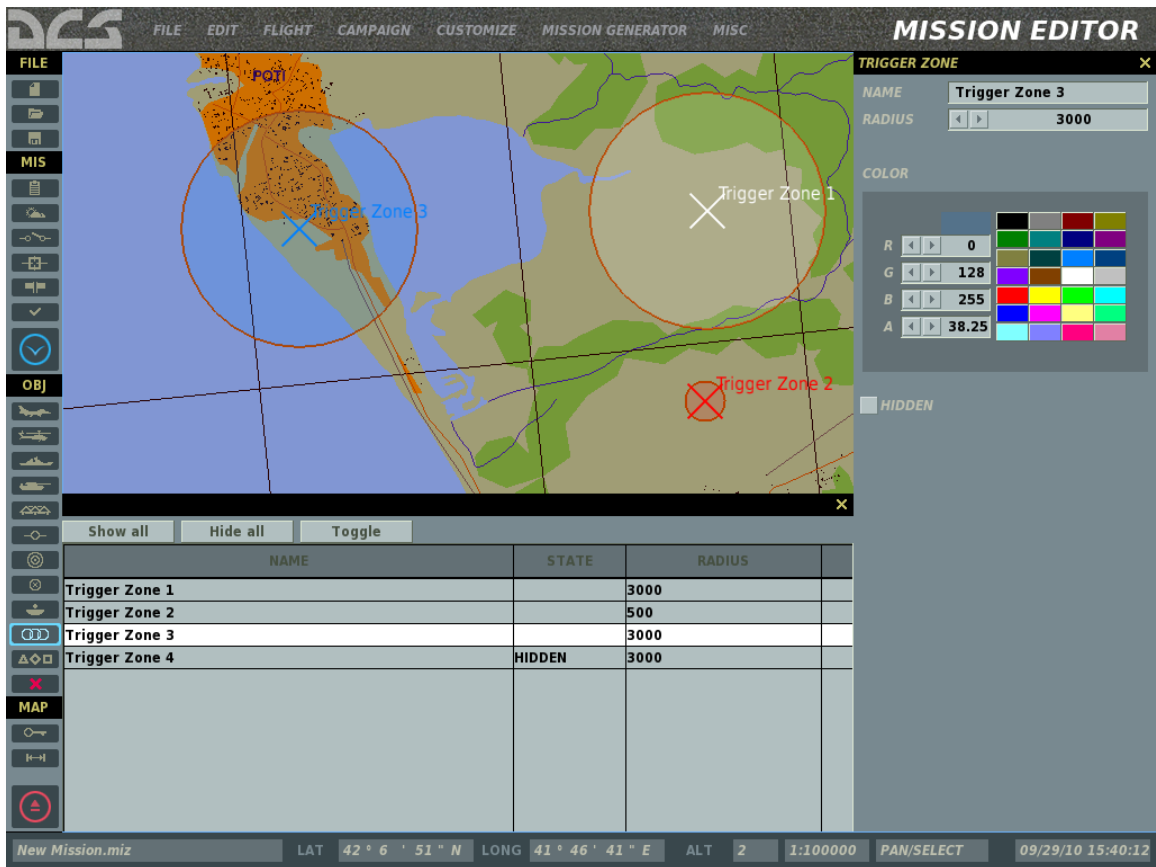 DCS FILE EDIT FLIGHT CAMPAIGN CUSTOMIZE MISSION GENERATOR MISC MISSION EDITOR
FILE
MIS
OBJ
MAP
POTI
Trigger Zone 3
Trigger Zone 1
Trigger Zone 2
TRIGGER ZONE
NAME Trigger Zone 3
RADIUS 3000
COLOR
R 0
G 128
B 255
A 38.25
HIDDEN
Show all Hide all Toggle
NAME STATE RADIUS
Trigger Zone 1 3000
Trigger Zone 2 500
Trigger Zone 3 3000
Trigger Zone 4 HIDDEN 3000
New Mission.miz LAT 42 ° 6 ' 51 " N LONG 41 ° 46 ' 41 " E ALT 2 1:100000 PAN/SELECT 09/29/10 15:40:12